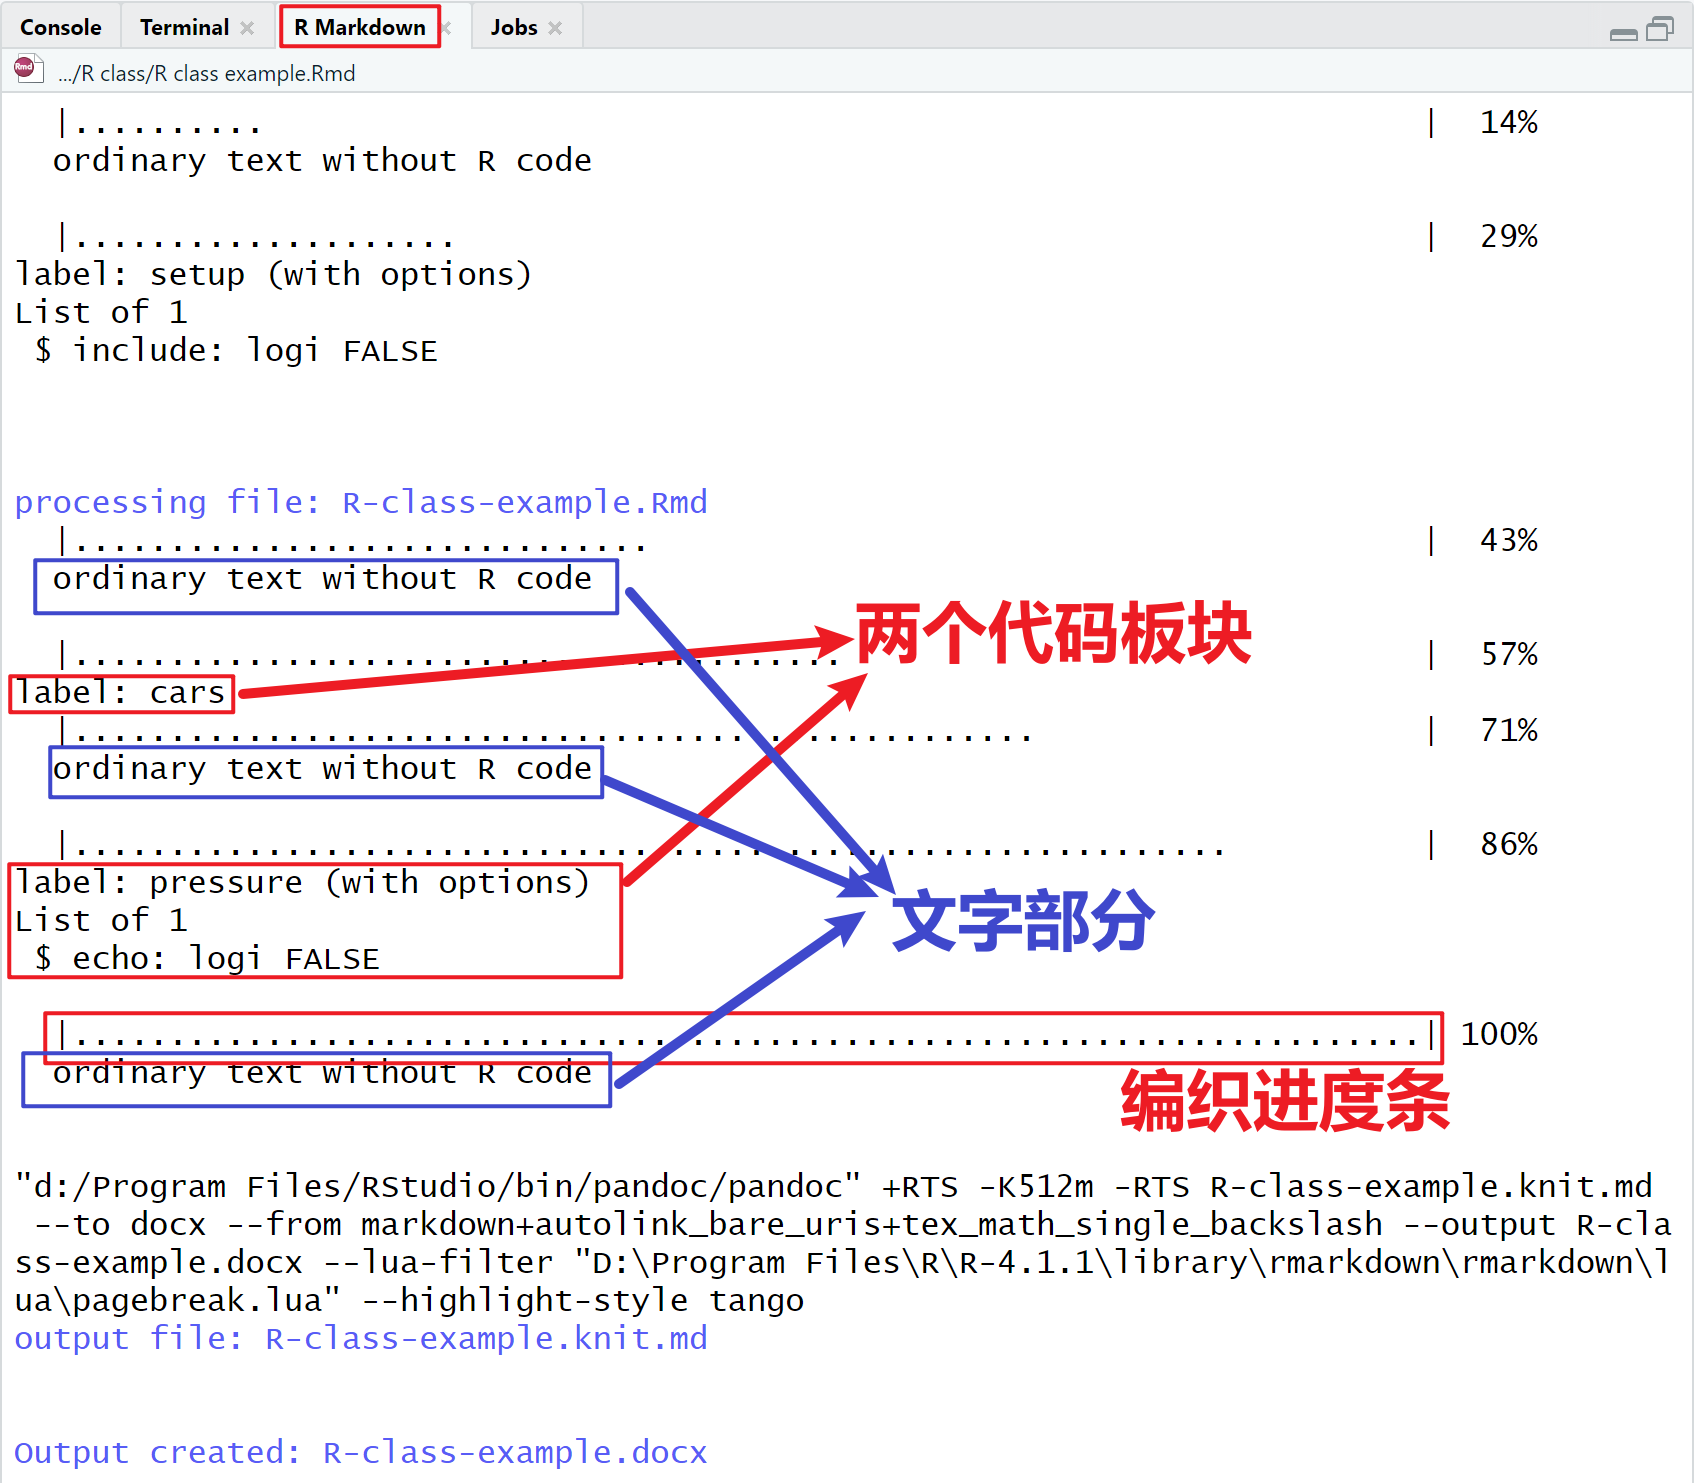 Console Terminal R Markdown Jobs
Rmd .../R class/R class example.Rmd
|.......... | 14%
ordinary text without R code
|.................... | 29%
label: setup (with options)
List of 1
$ include: logi FALSE
processing file: R-class-example.Rmd
|.............................. | 43%
ordinary text without R code
两个代码板块
|........................................ | 57%
label: cars
|.................................................. | 71%
ordinary text without R code
|............................................................ | 86%
label: pressure (with options)
List of 1
文字部分
$ echo: logi FALSE
|......................................................................| 100%
ordinary text without R code
编织进度条
"d:/Program Files/RStudio/bin/pandoc/pandoc" +RTS -K512m -RTS R-class-example.knit.md
--to docx --from markdown+autolink_bare_uris+tex_math_single_backslash --output R-cla
ss-example.docx --lua-filter "D:\Program Files\R\R-4.1.1\library\rmarkdown\rmarkdown\l
ua\pagebreak.lua" --highlight-style tango
output file: R-class-example.knit.md
Output created: R-class-example.docx